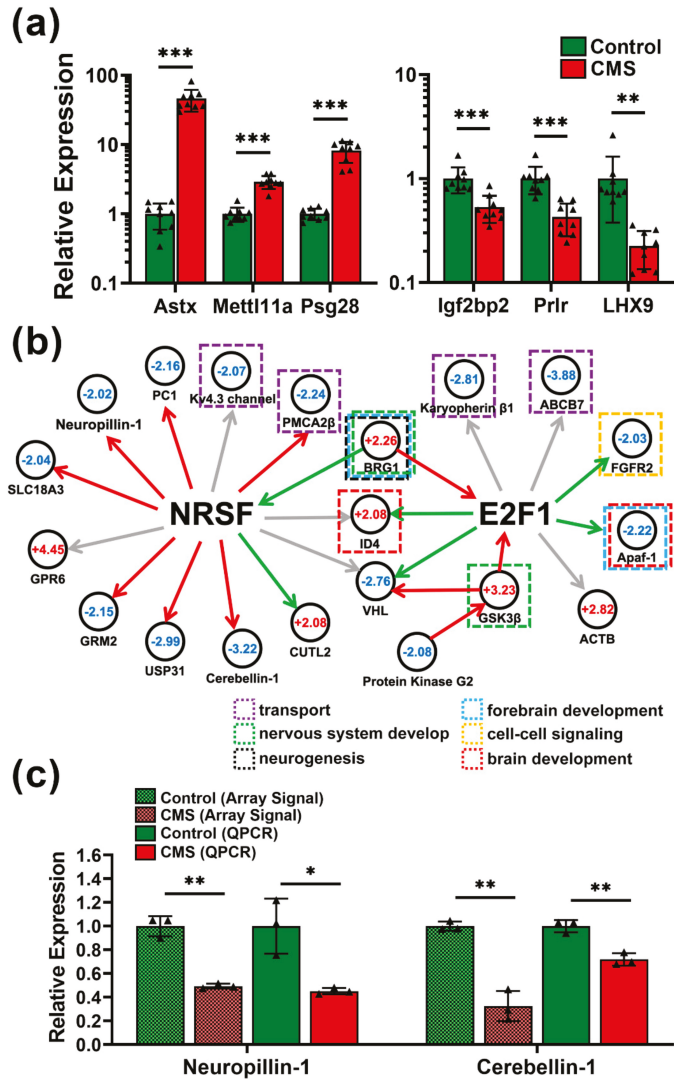 (a)
Control
CMS
Relative Expression
100
10
1
0.1
***
***
***
Astx
Mettl11a
Psg28
1
0.1
***
***
**
Igf2bp2
Prlr
LHX9
(b)
-2.16
PC1
-2.07
Kv4.3 channel
-2.81
Karyopherin β1
-3.88
ABCB7
-2.02
Neuropillin-1
-2.24
PMCA2β
+2.26
BRG1
-2.03
FGFR2
-2.04
SLC18A3
NRSF
+2.08
ID4
E2F1
-2.22
Apaf-1
+4.45
GPR6
-2.76
VHL
+3.23
GSK3β
+2.82
ACTB
-2.15
GRM2
-2.99
USP31
-3.22
Cerebellin-1
+2.08
CUTL2
-2.08
Protein Kinase G2
transport
forebrain development
nervous system develop
cell-cell signaling
neurogenesis
brain development
(c)
Control (Array Signal)
CMS (Array Signal)
Control (QPCR)
CMS (QPCR)
Relative Expression
1.6
1.4
1.2
1.0
0.8
0.6
0.4
0.2
0.0
**
*
**
**
Neuropillin-1
Cerebellin-1